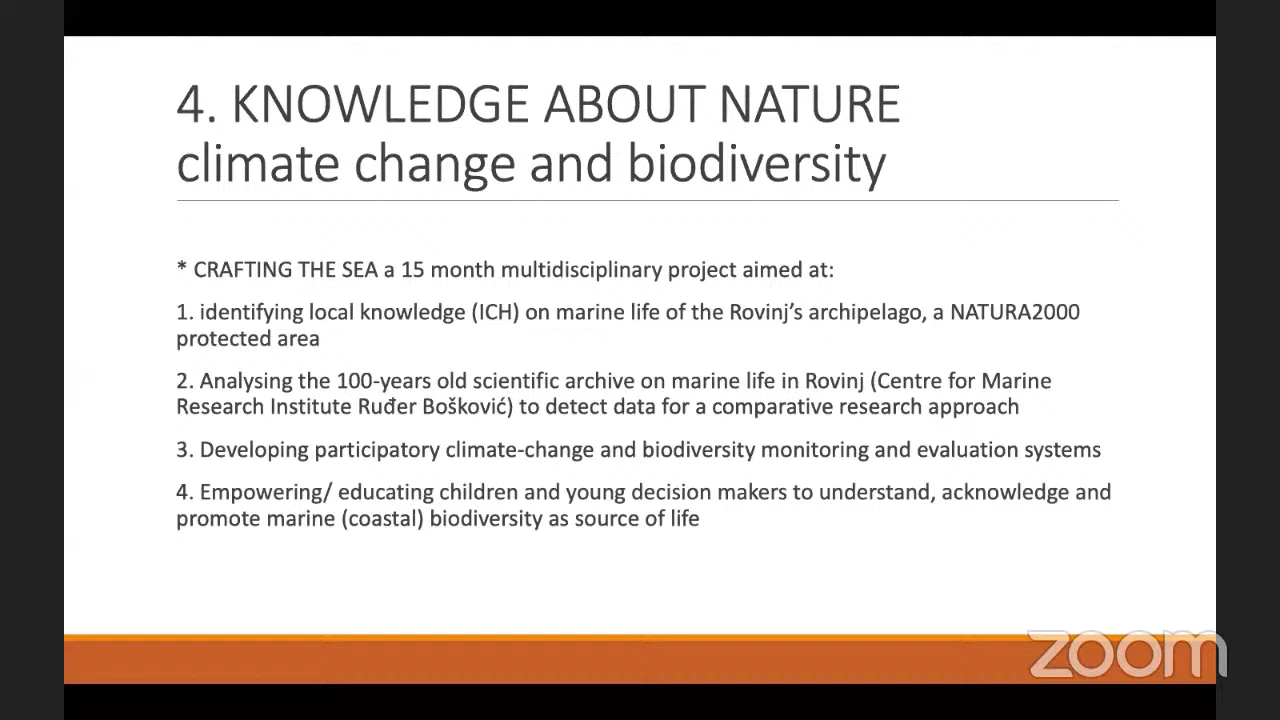 4. KNOWLEDGE ABOUT NATURE
climate change and biodiversity
* CRAFTING THE SEA a 15 month multidisciplinary project aimed at:
1. identifying local knowledge (ICH) on marine life of the Rovinj’s archipelago, a NATURA2000
protected area
2. Analysing the 100-years old scientific archive on marine life in Rovinj (Centre for Marine
Research Institute Ruđer Bošković) to detect data for a comparative research approach
3. Developing participatory climate-change and biodiversity monitoring and evaluation systems
4. Empowering/ educating children and young decision makers to understand, acknowledge and
promote marine (coastal) biodiversity as source of life
zoom